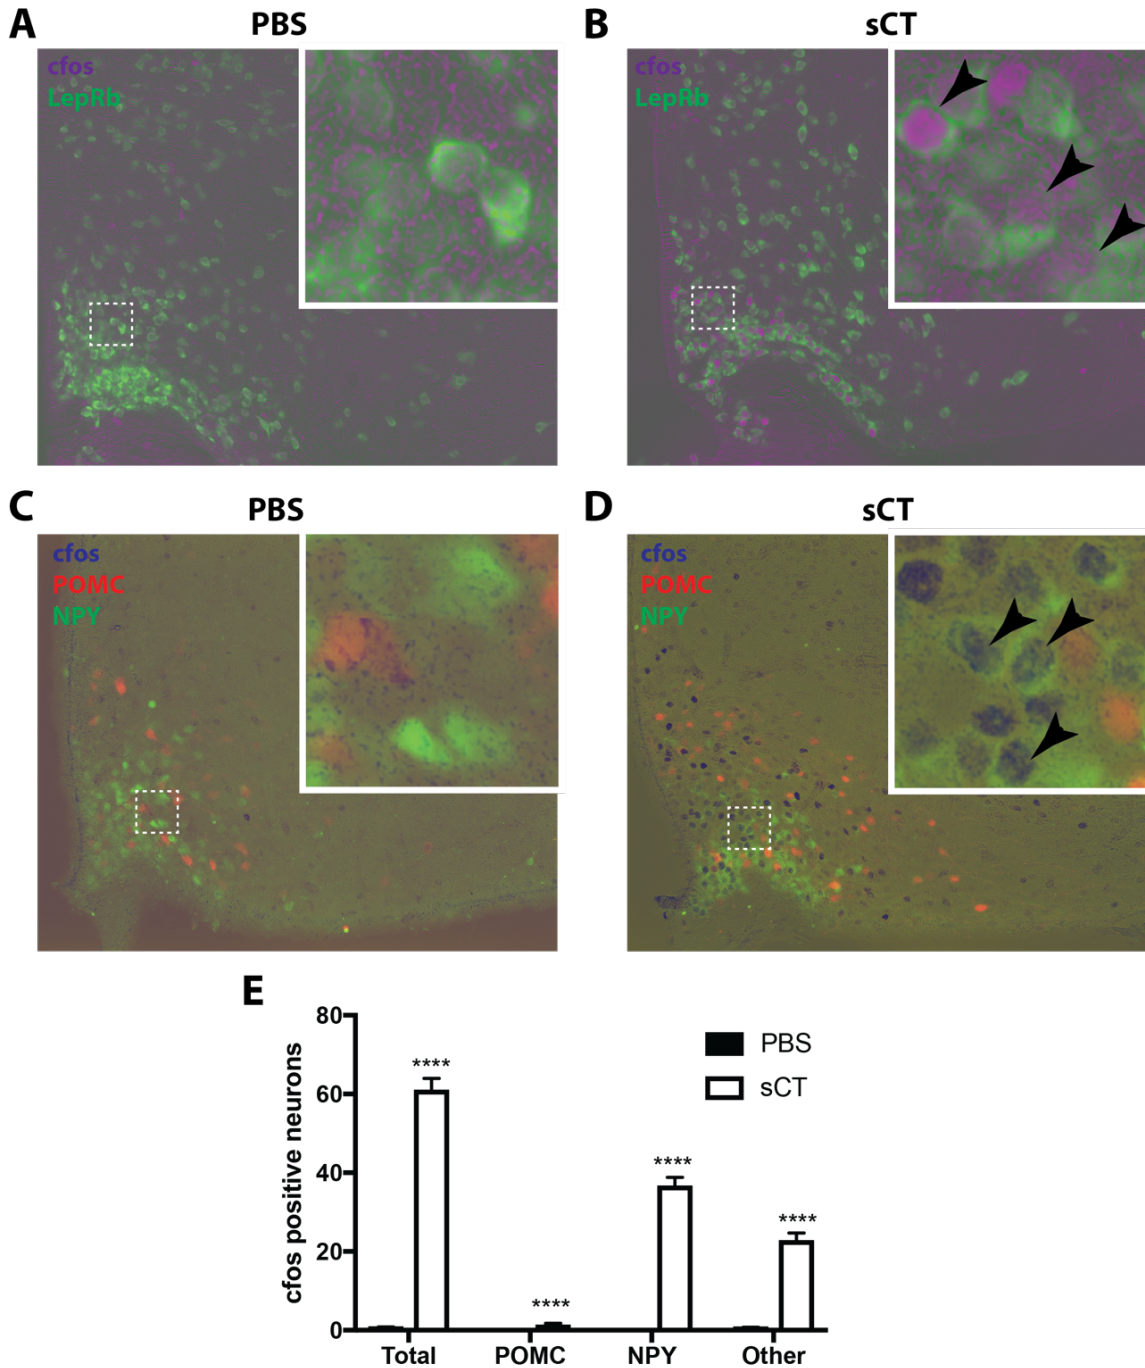 A
PBS
cfos
LepRb
B
sCT
cfos
LepRb
C
PBS
cfos
POMC
NPY
D
sCT
cfos
POMC
NPY
E
cfos positive neurons
80
60
40
20
0
****
****
****
****
PBS
sCT
Total
POMC
NPY
Other